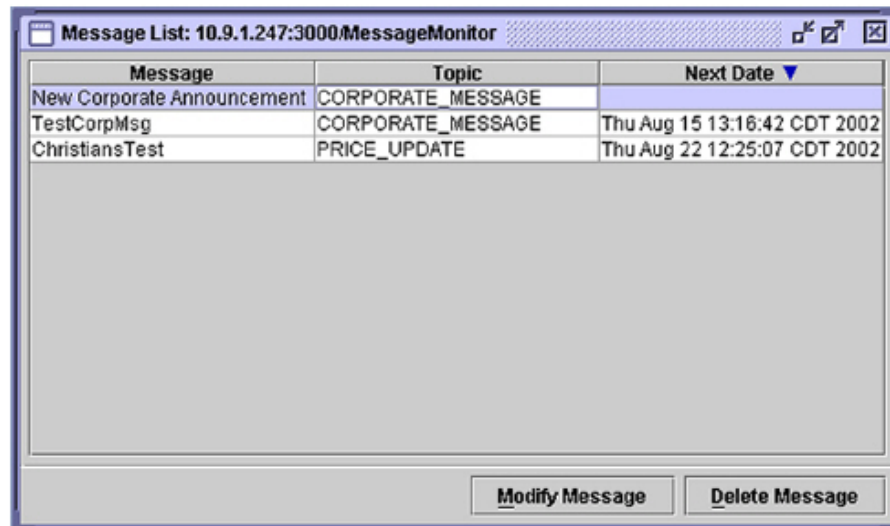 Message List: 10.9.1.247:3000/MessageMonitor
Message Topic Next Date
New Corporate Announcement CORPORATE_MESSAGE
TestCorpMsg CORPORATE_MESSAGE Thu Aug 15 13:16:42 CDT 2002
ChristiansTest PRICE_UPDATE Thu Aug 22 12:25:07 CDT 2002
Modify Message Delete Message